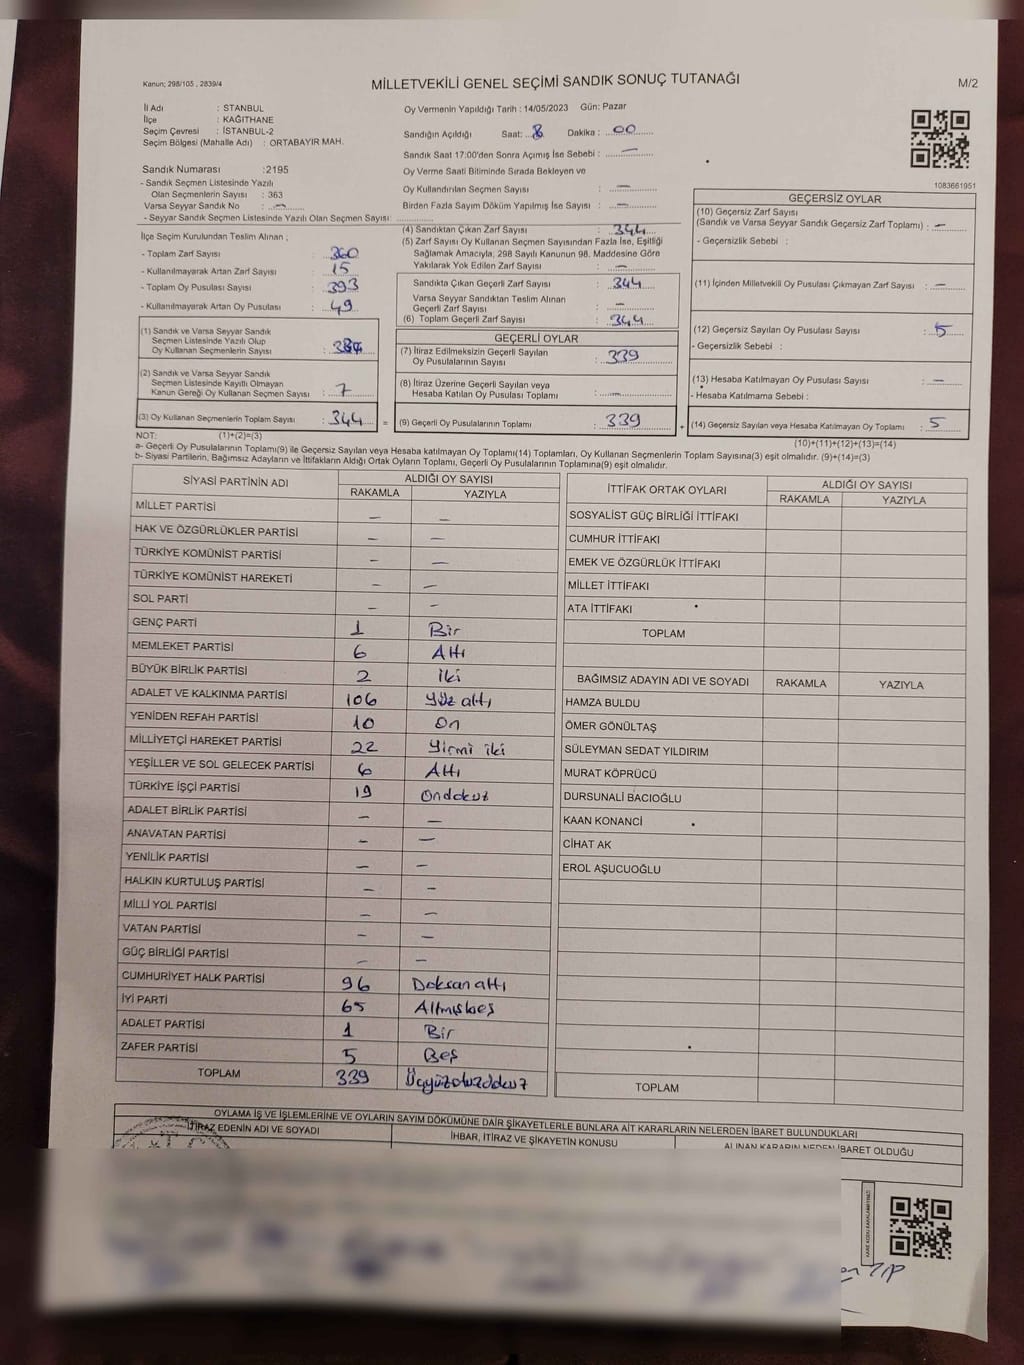 Kanun; 298/105 , 2839/4
MİLLETVEKİLİ GENEL SEÇİMİ SANDIK SONUÇ TUTANAĞI
M/2
İl Adı : STANBUL
İlçe : KAĞITHANE
Seçim Çevresi : İSTANBUL-2
Seçim Bölgesi (Mahalle Adı) : ORTABAYIR MAH.
Oy Vermenin Yapıldığı Tarih : 14/05/2023 Gün: Pazar
Sandığın Açıldığı Saat: 8 Dakika : 00
Sandık Saat 17:00'den Sonra Açımış İse Sebebi : —
Oy Verme Saati Bitiminde Sırada Bekleyen ve
Oy Kullandırılan Seçmen Sayısı : —
Birden Fazla Sayım Döküm Yapılmış İse Sayısı : —
1083661951
Sandık Numarası :2195
- Sandık Seçmen Listesinde Yazılı
Olan Seçmenlerin Sayısı : 363
Varsa Seyyar Sandık No : —
- Seyyar Sandık Seçmen Listesinde Yazılı Olan Seçmen Sayısı:
İlçe Seçim Kurulundan Teslim Alınan ;
- Toplam Zarf Sayısı : 360
- Kullanılmayarak Artan Zarf Sayısı : 15
- Toplam Oy Pusulası Sayısı : 393
- Kullanılmayarak Artan Oy Pusulası : 49
(1) Sandık ve Varsa Seyyar Sandık
Seçmen Listesinde Yazılı Olup
Oy Kullanan Seçmenlerin Sayısı :
(2) Sandık ve Varsa Seyyar Sandık
Seçmen Listesinde Kayıtlı Olmayan
Kanun Gereği Oy Kullanan Seçmen Sayısı : 7
(3) Oy Kullanan Seçmenlerin Toplam Sayısı : 344 =
(4) Sandıktan Çıkan Zarf Sayısı : 344
(5) Zarf Sayısı Oy Kullanan Seçmen Sayısından Fazla İse, Eşitliği
Sağlamak Amacıyla, 298 Sayılı Kanunun 98. Maddesine Göre
Yakılarak Yok Edilen Zarf Sayısı : —
Sandıkta Çıkan Geçerli Zarf Sayısı : 344
Varsa Seyyar Sandıktan Teslim Alınan
Geçerli Zarf Sayısı : —
(6) Toplam Geçerli Zarf Sayısı : 344
GEÇERLİ OYLAR
(7) İtiraz Edilmeksizin Geçerli Sayılan
Oy Pusulalarının Sayısı : 339
(8) İtiraz Üzerine Geçerli Sayılan veya
Hesaba Katılan Oy Pusulası Toplamı : —
(9) Geçerli Oy Pusulalarının Toplamı : 339 +
GEÇERSİZ OYLAR
(10) Geçersiz Zarf Sayısı
(Sandık ve Varsa Seyyar Sandık Geçersiz Zarf Toplamı) : —
- Geçersizlik Sebebi :
(11) İçinden Milletvekili Oy Pusulası Çıkmayan Zarf Sayısı : —
(12) Geçersiz Sayılan Oy Pusulası Sayısı : 5
- Geçersizlik Sebebi :
(13) Hesaba Katılmayan Oy Pusulası Sayısı : —
- Hesaba Katılmama Sebebi :
(14) Geçersiz Sayılan veya Hesaba Katılmayan Oy Toplamı : 5
NOT: (1)+(2)=(3)
(10)+(11)+(12)+(13)=(14)
a- Geçerli Oy Pusulalarının Toplamı(9) ile Geçersiz Sayılan veya Hesaba katılmayan Oy Toplamı(14) Toplamları, Oy Kullanan Seçmenlerin Toplam Sayısına(3) eşit olmalıdır. (9)+(14)=(3)
b- Siyasi Partilerin, Bağımsız Adayların ve İttifakların Aldığı Ortak Oyların Toplamı, Geçerli Oy Pusulalarının Toplamına(9) eşit olmalıdır.
SİYASİ PARTİNİN ADI ALDIĞI OY SAYISI
RAKAMLA YAZIYLA
MİLLET PARTİSİ — —
HAK VE ÖZGÜRLÜKLER PARTİSİ — —
TÜRKİYE KOMÜNİST PARTİSİ — —
TÜRKİYE KOMÜNİST HAREKETİ — —
SOL PARTİ — —
GENÇ PARTİ 1 Bir
MEMLEKET PARTİSİ 6 Altı
BÜYÜK BİRLİK PARTİSİ 2 iki
ADALET VE KALKINMA PARTİSİ 106 Yüz altı
YENİDEN REFAH PARTİSİ 10 On
MİLLİYETÇİ HAREKET PARTİSİ 22 Yirmi iki
YEŞİLLER VE SOL GELECEK PARTİSİ 6 Altı
TÜRKİYE İŞÇİ PARTİSİ 19 Ondokuz
ADALET BİRLİK PARTİSİ — —
ANAVATAN PARTİSİ — —
YENİLİK PARTİSİ — —
HALKIN KURTULUŞ PARTİSİ — —
MİLLİ YOL PARTİSİ — —
VATAN PARTİSİ — —
GÜÇ BİRLİĞİ PARTİSİ — —
CUMHURİYET HALK PARTİSİ 96 Doksan altı
İYİ PARTİ 65 Altmışbeş
ADALET PARTİSİ 1 Bir
ZAFER PARTİSİ 5 Beş
TOPLAM 339 Üçyüzotuzdokuz
İTTİFAK ORTAK OYLARI ALDIĞI OY SAYISI
RAKAMLA YAZIYLA
SOSYALİST GÜÇ BİRLİĞİ İTTİFAKI
CUMHUR İTTİFAKI
EMEK VE ÖZGÜRLÜK İTTİFAKI
MİLLET İTTİFAKI
ATA İTTİFAKI
TOPLAM
BAĞIMSIZ ADAYIN ADI VE SOYADI RAKAMLA YAZIYLA
HAMZA BULDU
ÖMER GÖNÜLTAŞ
SÜLEYMAN SEDAT YILDIRIM
MURAT KÖPRÜCÜ
DURSUNALİ BACIOĞLU
KAAN KONANCİ
CİHAT AK
EROL AŞUCUOĞLU
TOPLAM
OYLAMA İŞ VE İŞLEMLERİNE VE OYLARIN SAYIM DÖKÜMÜNE DAİR ŞİKAYETLERLE BUNLARA AİT KARARLARIN NELERDEN İBARET BULUNDUKLARI
İTİRAZ EDENİN ADI VE SOYADI
İHBAR, İTİRAZ VE ŞİKAYETİN KONUSU
ALINAN KARARIN NEDEN İBARET OLDUĞU